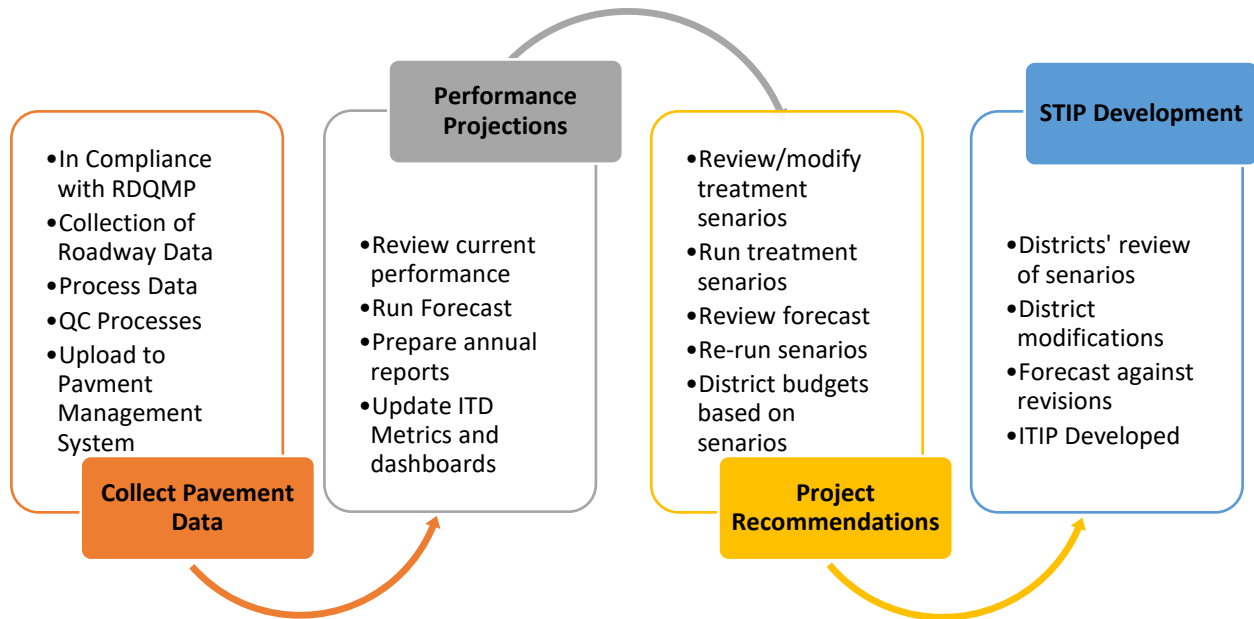 •In Compliance
with RDQMP
•Collection of
Roadway Data
•Process Data
•QC Processes
•Upload to
Pavment
Management
System
Collect Pavement
Data
Performance
Projections
•Review current
performance
•Run Forecast
•Prepare annual
reports
•Update ITD
Metrics and
dashboards
•Review/modify
treatment
senarios
•Run treatment
senarios
•Review forecast
•Re-run senarios
•District budgets
based on
senarios
Project
Recommendations
STIP Development
•Districts' review
of senarios
•District
modifications
•Forecast against
revisions
•ITIP Developed